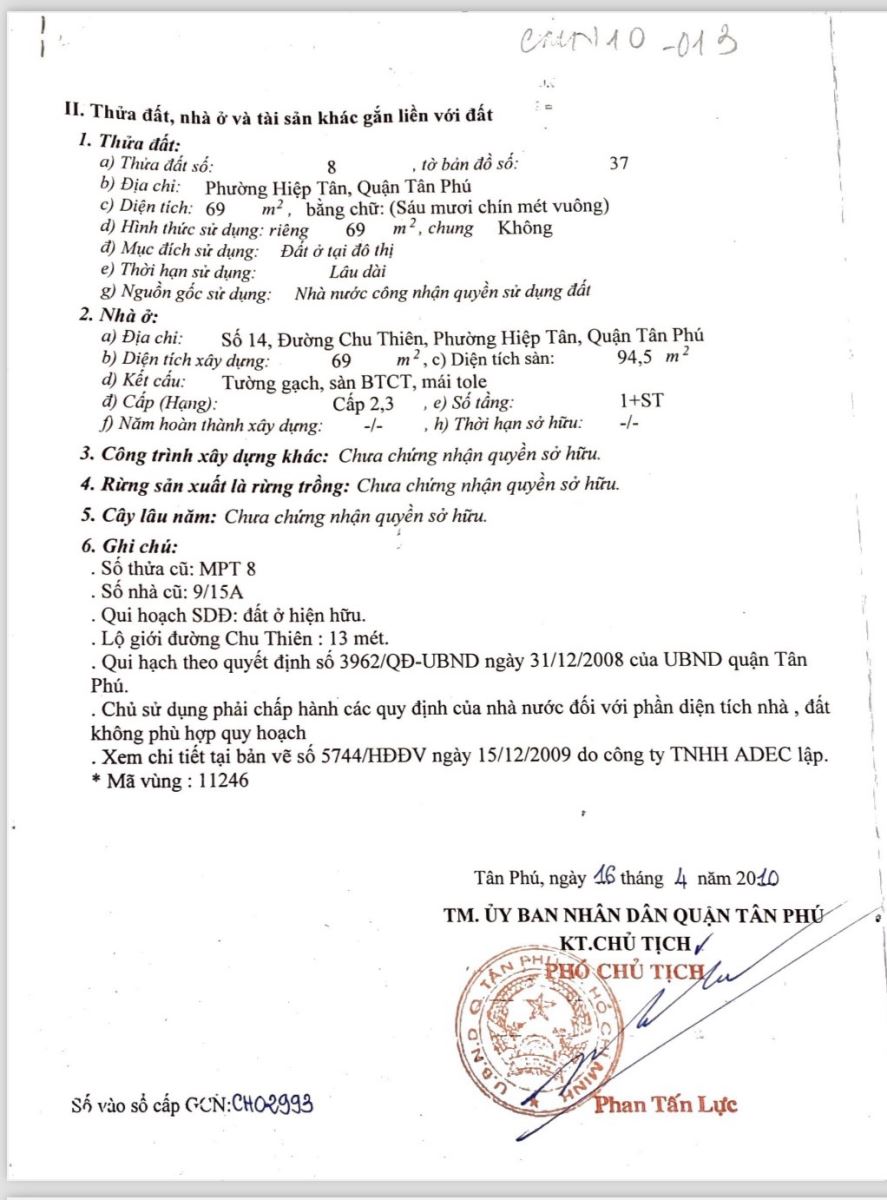 -013
II. Thửa đất, nhà ở và tài sản khác gắn liền với đất
1. Thửa đất:
a) Thửa đất số: 8 , tờ bản đồ số: 37
b) Địa chỉ: Phường Hiệp Tân, Quận Tân Phú
c) Diện tích: 69 m², bằng chữ: (Sáu mươi chín mét vuông)
d) Hình thức sử dụng: riêng 69 m², chung Không
đ) Mục đích sử dụng: Đất ở tại đô thị
e) Thời hạn sử dụng: Lâu dài
g) Nguồn gốc sử dụng: Nhà nước công nhận quyền sử dụng đất
2. Nhà ở:
a) Địa chỉ: Số 14, Đường Chu Thiên, Phường Hiệp Tân, Quận Tân Phú
b) Diện tích xây dựng: 69 m², c) Diện tích sàn: 94,5 m²
d) Kết cấu: Tường gạch, sàn BTCT, mái tole
đ) Cấp (Hạng): Cấp 2,3 , e) Số tầng: 1+ST
f) Năm hoàn thành xây dựng: -/- , h) Thời hạn sở hữu: -/-
3. Công trình xây dựng khác: Chưa chứng nhận quyền sở hữu.
4. Rừng sản xuất là rừng trồng: Chưa chứng nhận quyền sở hữu.
5. Cây lâu năm: Chưa chứng nhận quyền sở hữu.
6. Ghi chú:
. Số thửa cũ: MPT 8
. Số nhà cũ: 9/15A
. Qui hoạch SDĐ: đất ở hiện hữu.
. Lộ giới đường Chu Thiên : 13 mét.
. Qui hạch theo quyết định số 3962/QĐ-UBND ngày 31/12/2008 của UBND quận Tân
Phú.
. Chủ sử dụng phải chấp hành các quy định của nhà nước đối với phần diện tích nhà , đất
không phù hợp quy hoạch
. Xem chi tiết tại bản vẽ số 5744/HĐĐV ngày 15/12/2009 do công ty TNHH ADEC lập.
* Mã vùng : 11246
Tân Phú, ngày 16 tháng 4 năm 2010
TM. ỦY BAN NHÂN DÂN QUẬN TÂN PHÚ
KT.CHỦ TỊCH
PHÓ CHỦ TỊCH
U.B.N.D Q. TÂN PHÚ HỒ CHÍ MINH
Phan Tấn Lực
Số vào sổ cấp GCN: CH02993